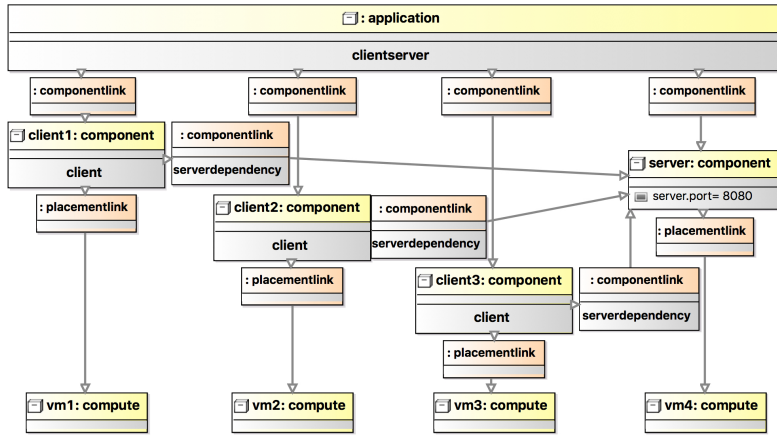 : application
clientserver
: componentlink
: componentlink
: componentlink
: componentlink
client1: component
client
: componentlink
serverdependency
server: component
server.port= 8080
: placementlink
client2: component
client
: componentlink
serverdependency
: placementlink
: placementlink
client3: component
client
: componentlink
serverdependency
: placementlink
vm1: compute
vm2: compute
vm3: compute
vm4: compute